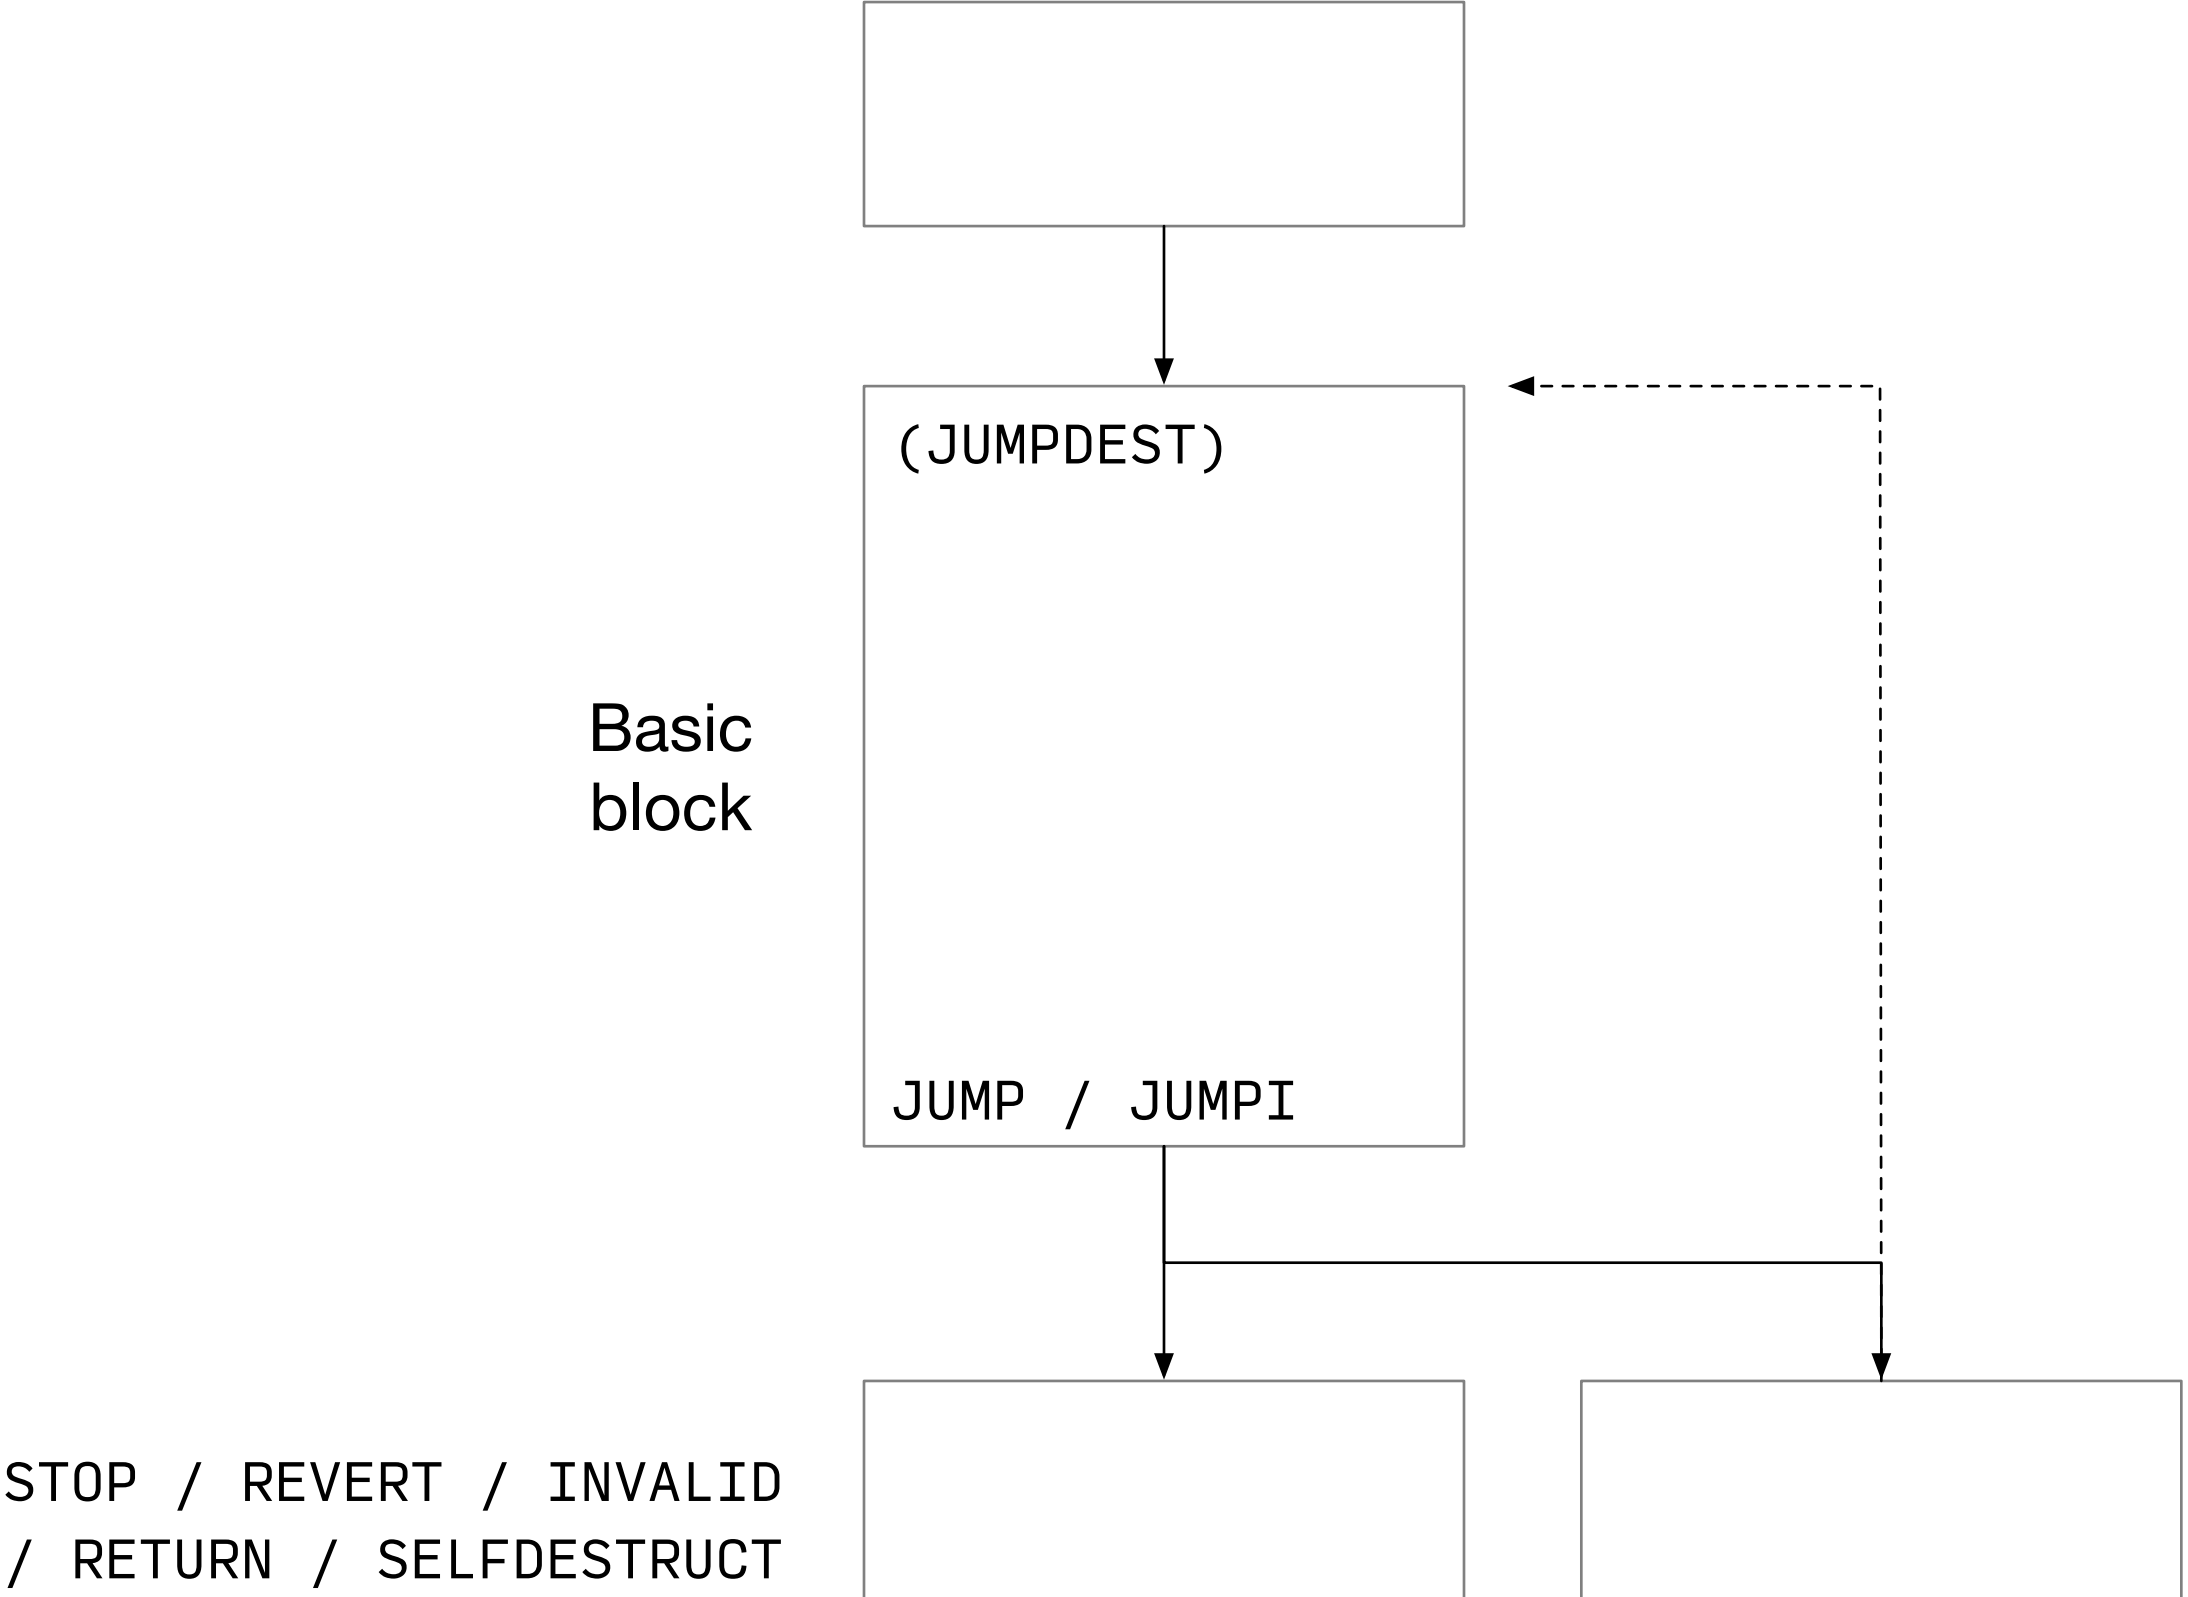 (JUMPDEST)
Basic
block
JUMP / JUMPI
STOP / REVERT / INVALID
/ RETURN / SELFDESTRUCT